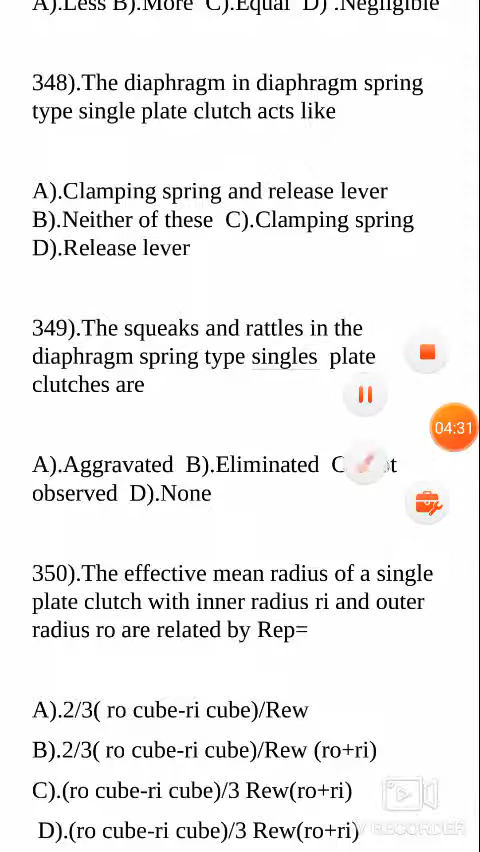 A).Less B).More C).Equal D) .Negligible
348).The diaphragm in diaphragm spring
type single plate clutch acts like
A).Clamping spring and release lever
B).Neither of these C).Clamping spring
D).Release lever
349).The squeaks and rattles in the
diaphragm spring type singles plate
clutches are
04:31
A).Aggravated B).Eliminated C
observed D).None
350).The effective mean radius of a single
plate clutch with inner radius ri and outer
radius ro are related by Rep=
A).2/3( ro cube-ri cube)/Rew
B).2/3( ro cube-ri cube)/Rew (ro+ri)
C).(ro cube-ri cube)/3 Rew(ro+ri)
D).(ro cube-ri cube)/3 Rew(ro+ri)
RECORDER